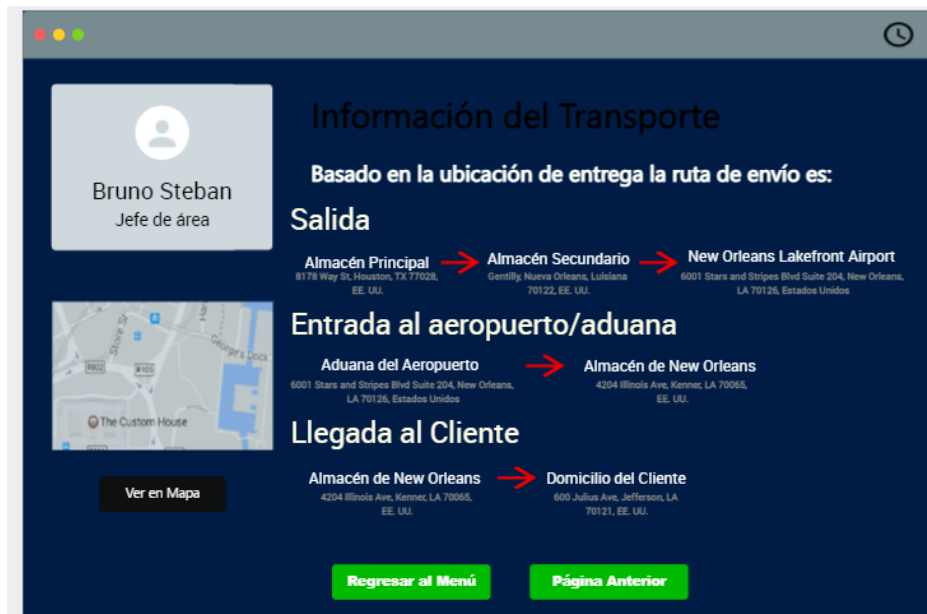 Información del Transporte
Bruno Steban
Jefe de área
Basado en la ubicación de entrega la ruta de envío es:
Salida
Almacén Principal
8178 Way St, Houston, TX 77028,
EE. UU.
Almacén Secundario
Gentilly, Nueva Orleans, Luisiana
70122, EE. UU.
New Orleans Lakefront Airport
6001 Stars and Stripes Blvd Suite 204, New Orleans,
LA 70126, Estados Unidos
Store St
George's Dock
R802
B103
The Custom House
Ver en Mapa
Entrada al aeropuerto/aduana
Aduana del Aeropuerto
6001 Stars and Stripes Blvd Suite 204, New Orleans,
LA 70126, Estados Unidos
Almacén de New Orleans
4204 Illinois Ave, Kenner, LA 70065,
EE. UU.
Llegada al Cliente
Almacén de New Orleans
4204 Illinois Ave, Kenner, LA 70065,
EE. UU.
Domicilio del Cliente
600 Julius Ave, Jefferson, LA
70121, EE. UU.
Regresar al Menú
Página Anterior